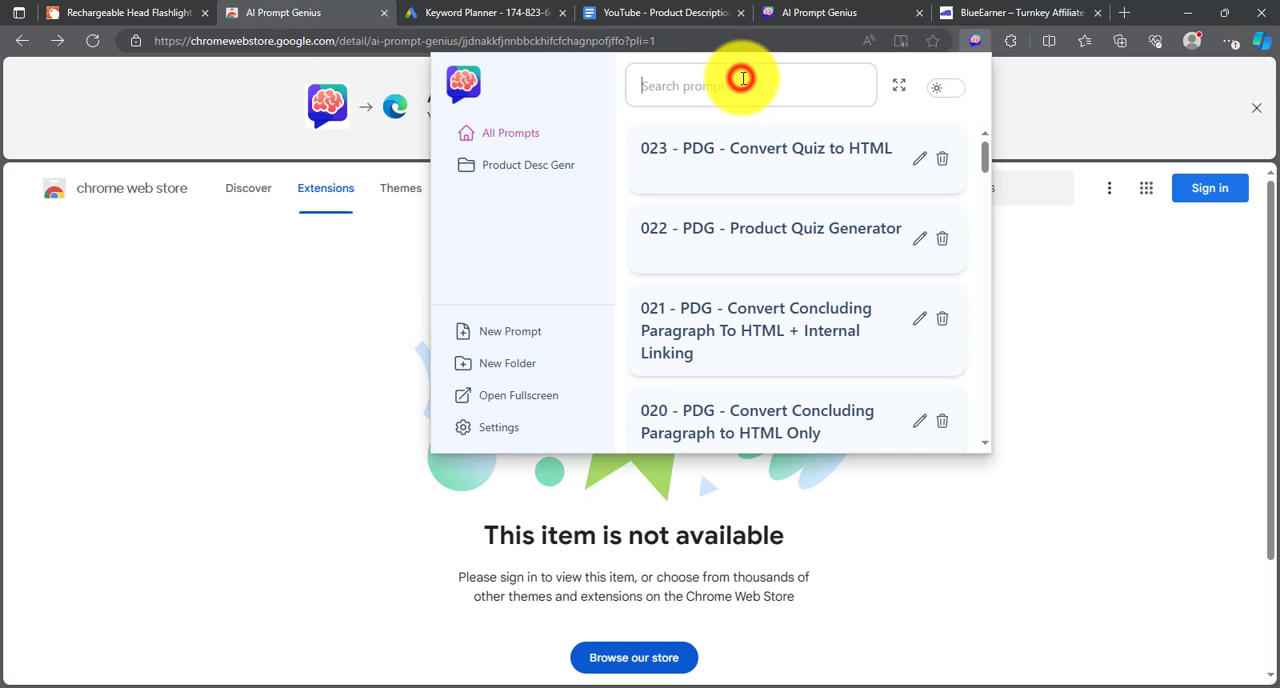 Rechargeable Head Flashlight
AI Prompt Genius
Keyword Planner - 174-823-6
YouTube - Product Descriptio
AI Prompt Genius
BlueEarner – Turnkey Affiliate
https://chromewebstore.google.com/detail/ai-prompt-genius/jjdnakkfjnnbbckhifcfchagnpofjffo?pli=1
Search promp
All Prompts
Product Desc Genr
New Prompt
New Folder
Open Fullscreen
Settings
023 - PDG - Convert Quiz to HTML
022 - PDG - Product Quiz Generator
021 - PDG - Convert Concluding
Paragraph To HTML + Internal
Linking
020 - PDG - Convert Concluding
Paragraph to HTML Only
chrome web store
Discover
Extensions
Themes
s
Sign in
This item is not available
Please sign in to view this item, or choose from thousands of
other themes and extensions on the Chrome Web Store
Browse our store